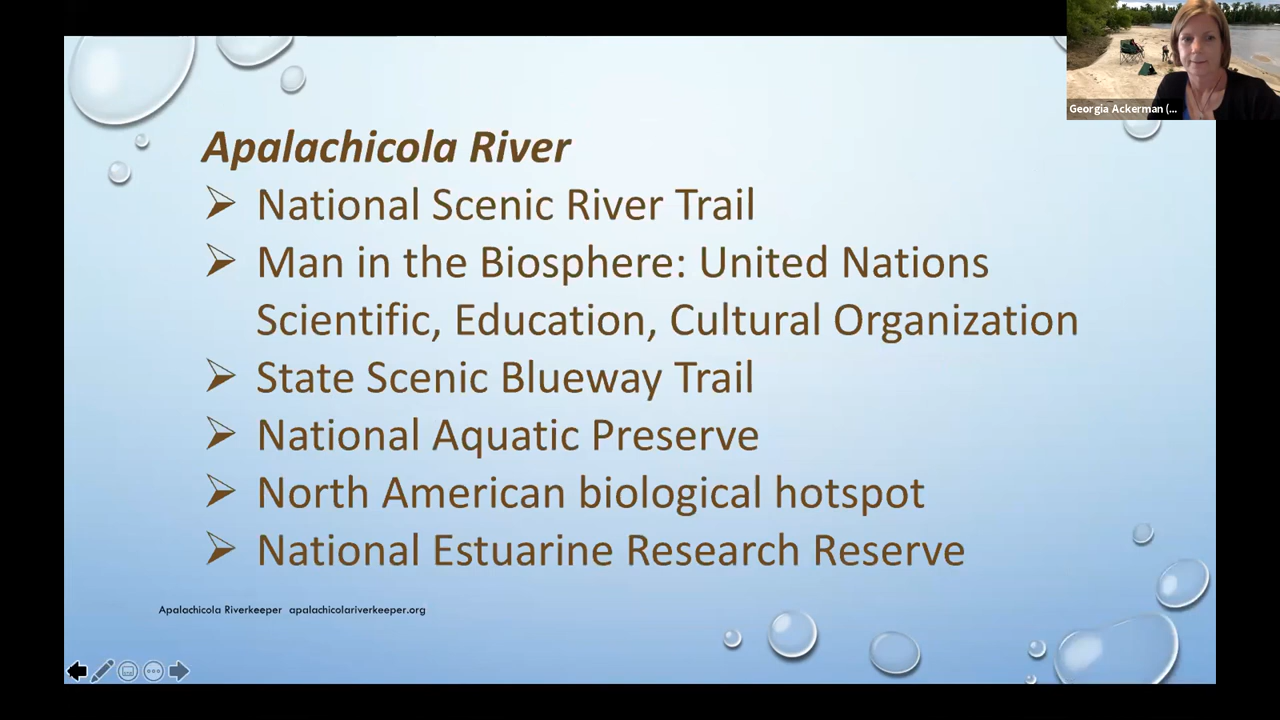 Georgia Ackerman (...
Apalachicola River
➢ National Scenic River Trail
➢ Man in the Biosphere: United Nations
Scientific, Education, Cultural Organization
➢ State Scenic Blueway Trail
➢ National Aquatic Preserve
➢ North American biological hotspot
➢ National Estuarine Research Reserve
Apalachicola Riverkeeper apalachicolariverkeeper.org